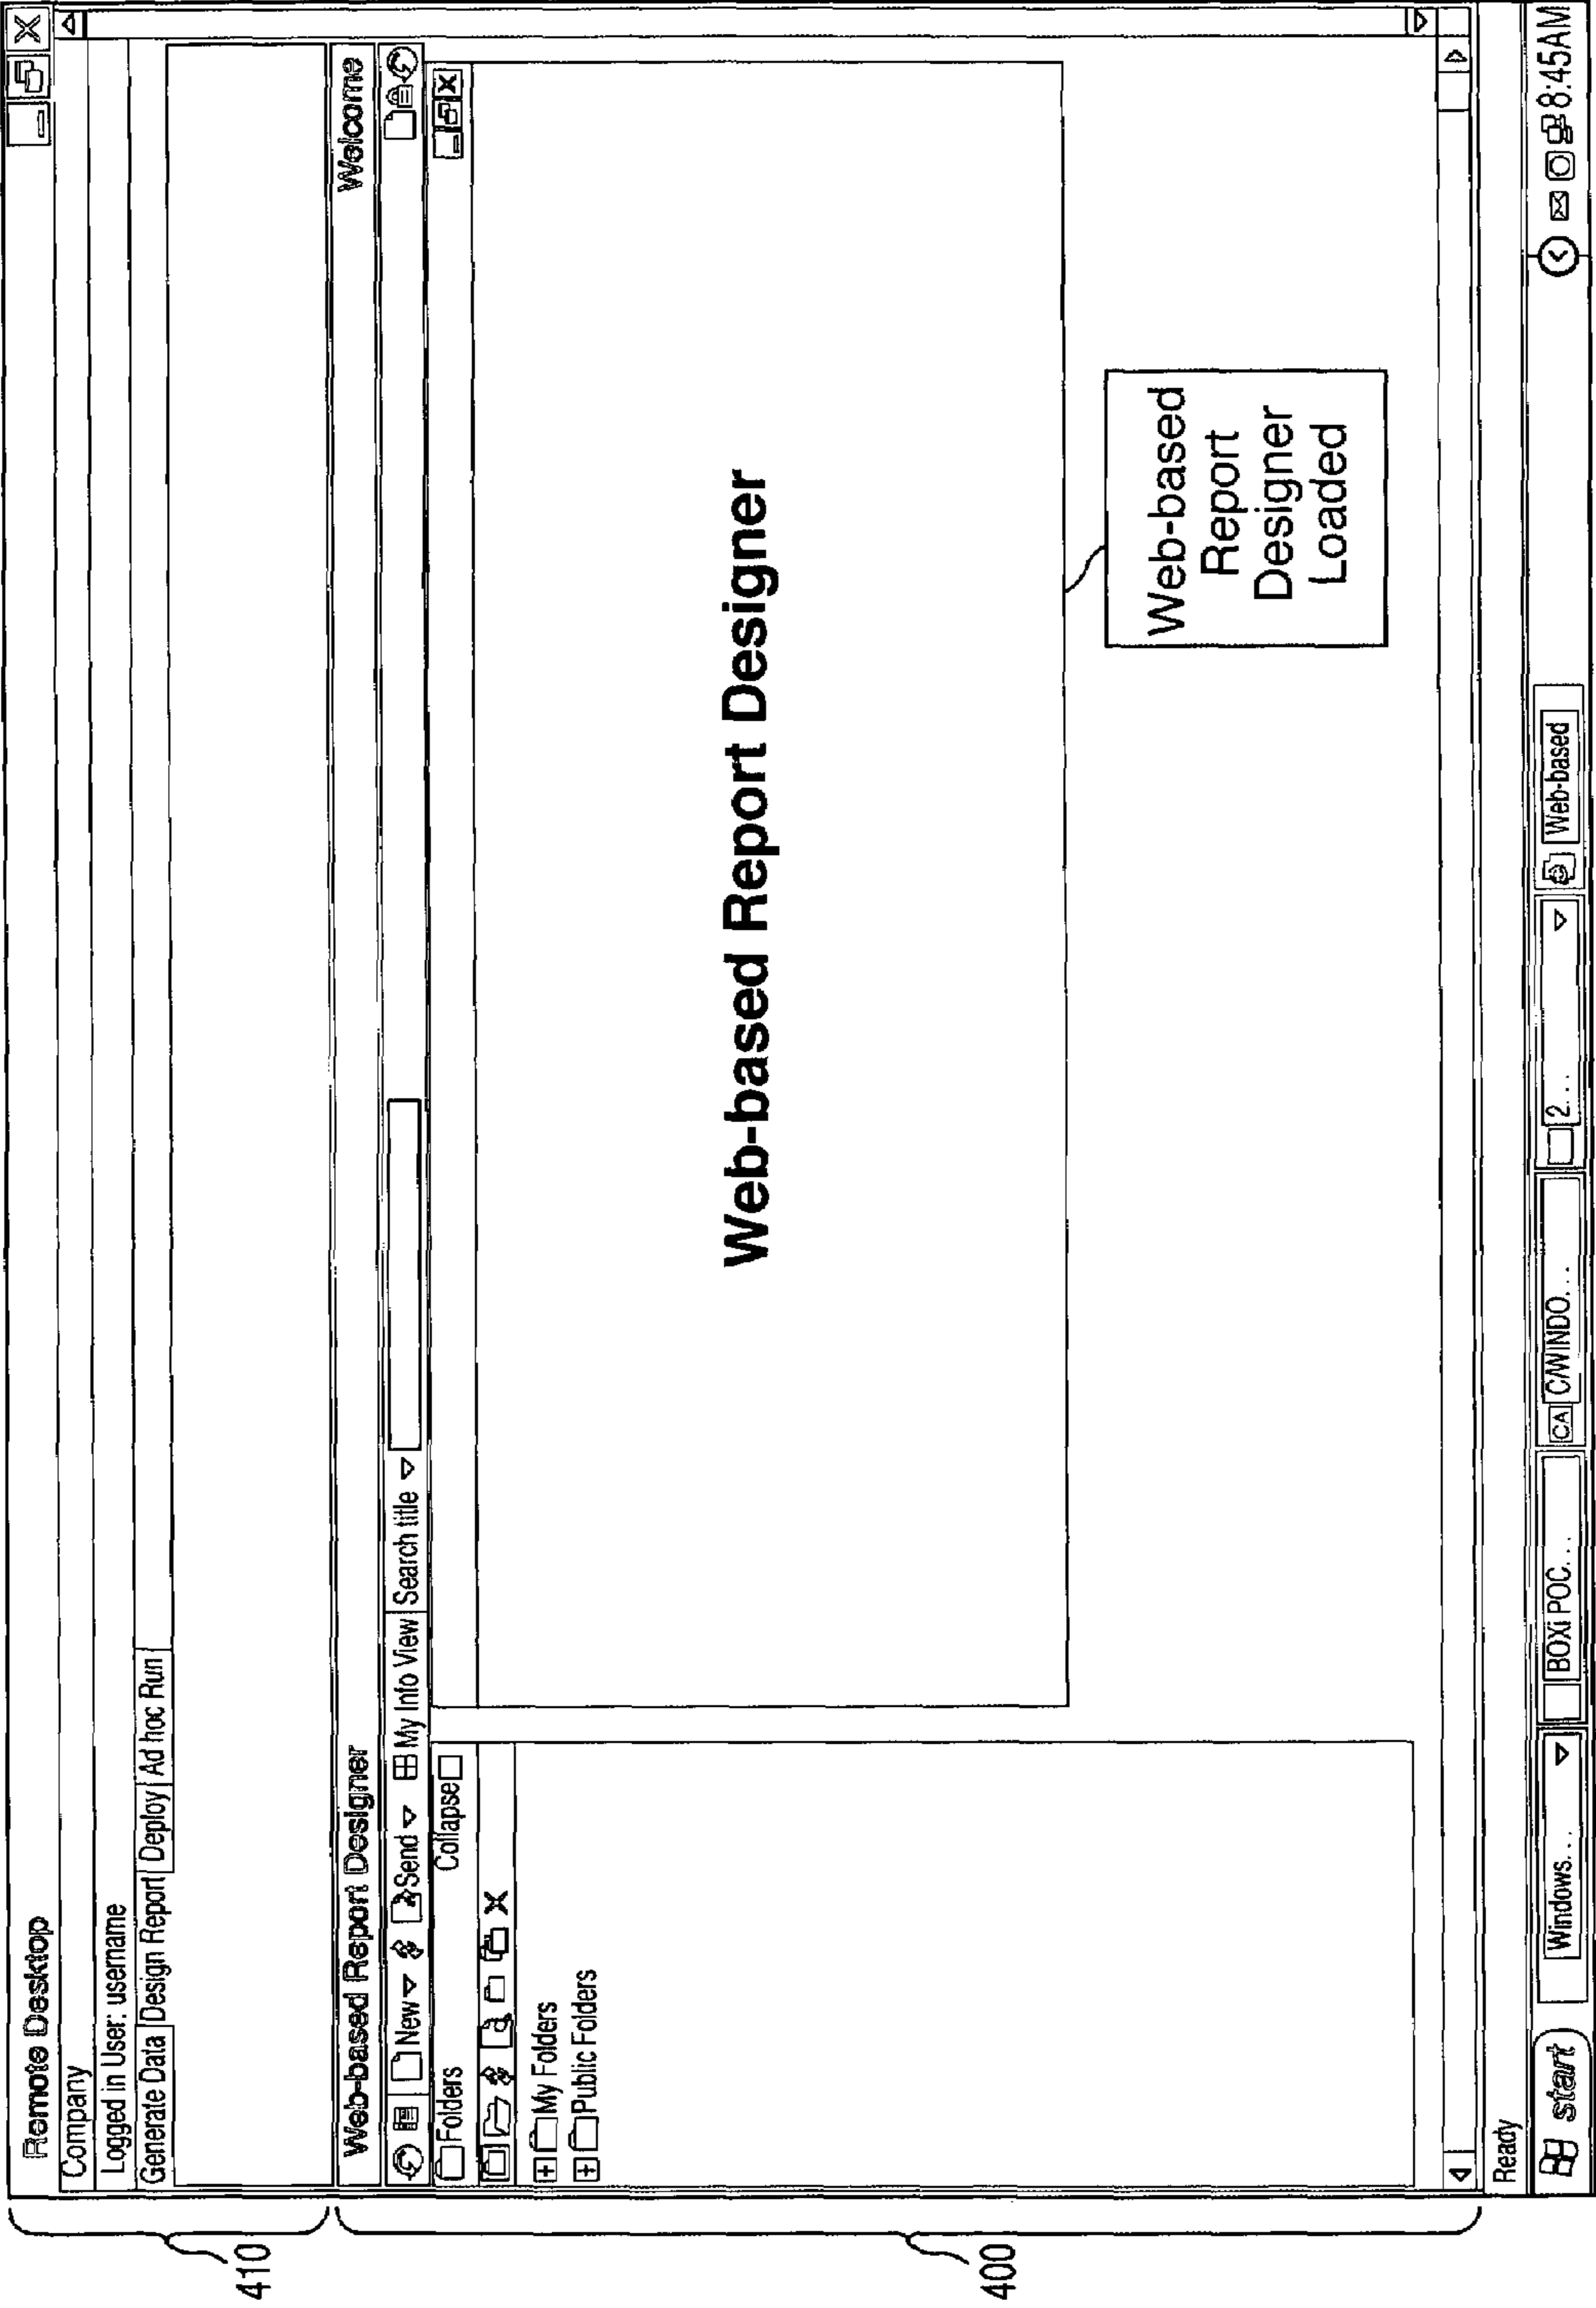 Remote Desktop
Company
Logged in User: username
Generate Data Design Report Deploy Ad hoc Run
410
Web-based Report Designer Welcome
New Send My Into View Search title
Folders Collapse
My Folders
Public Folders
Web-based Report Designer
Web-based
Report
Designer
Loaded
400
Ready
start Windows... BOXi POC... CA C/WINDO... 2... Web-based 8:45AM